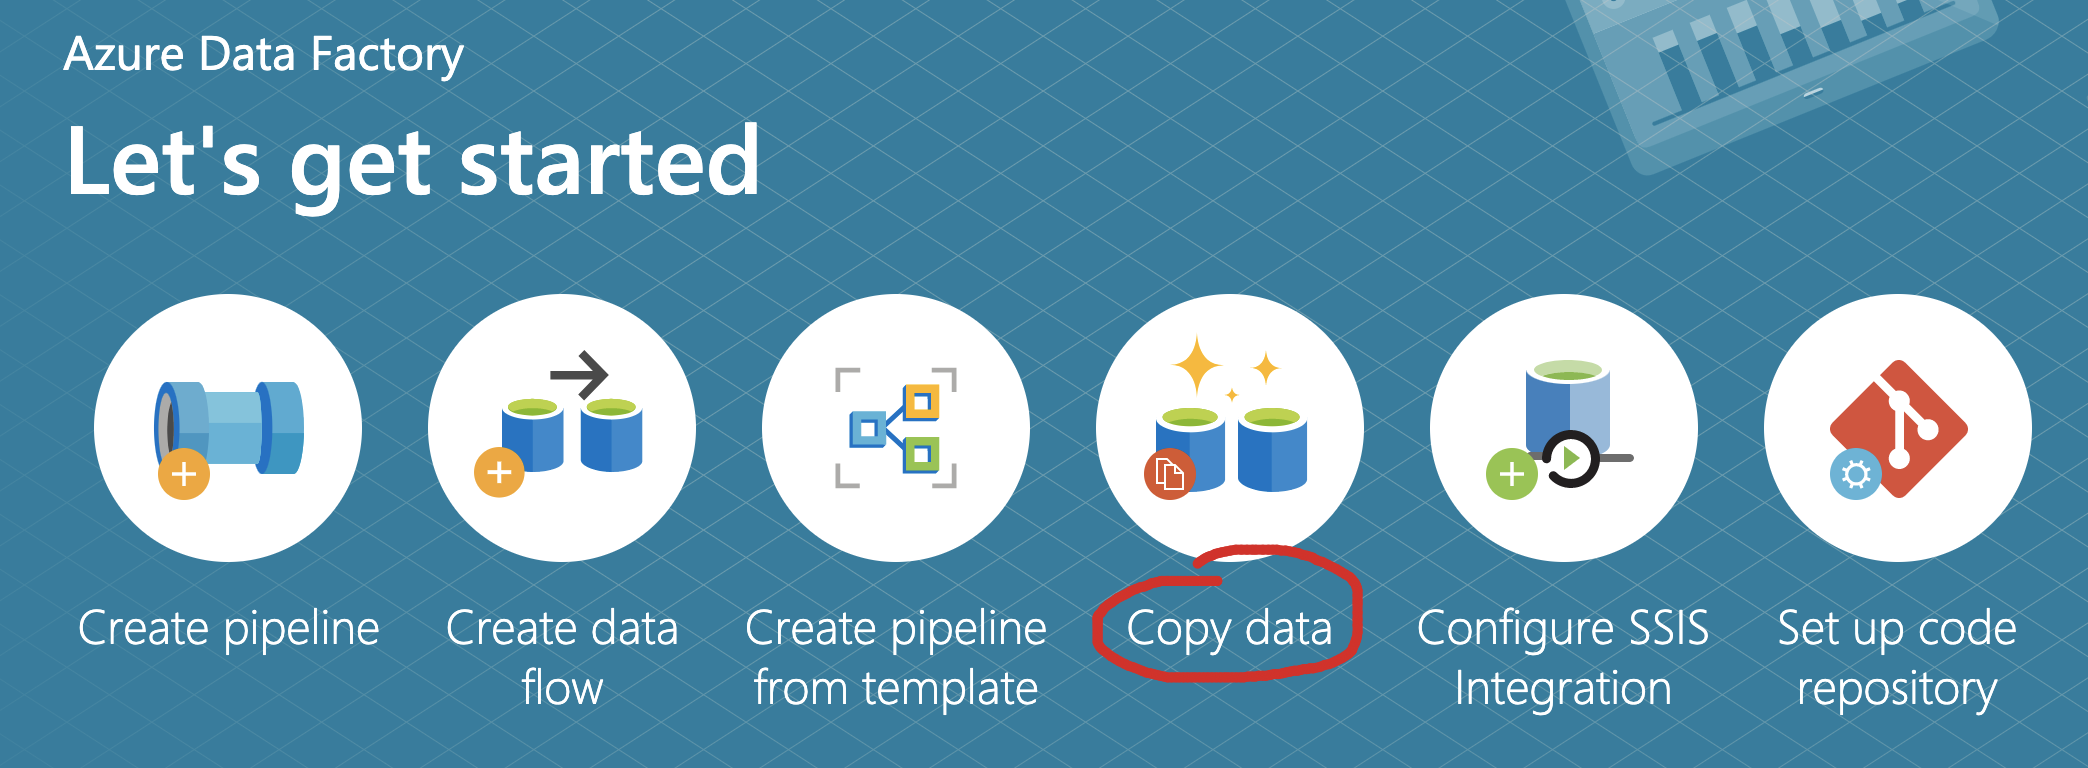 Azure Data Factory
Let's get started
Create pipeline
Create data
flow
Create pipeline
from template
Copy data
Configure SSIS
Integration
Set up code
repository